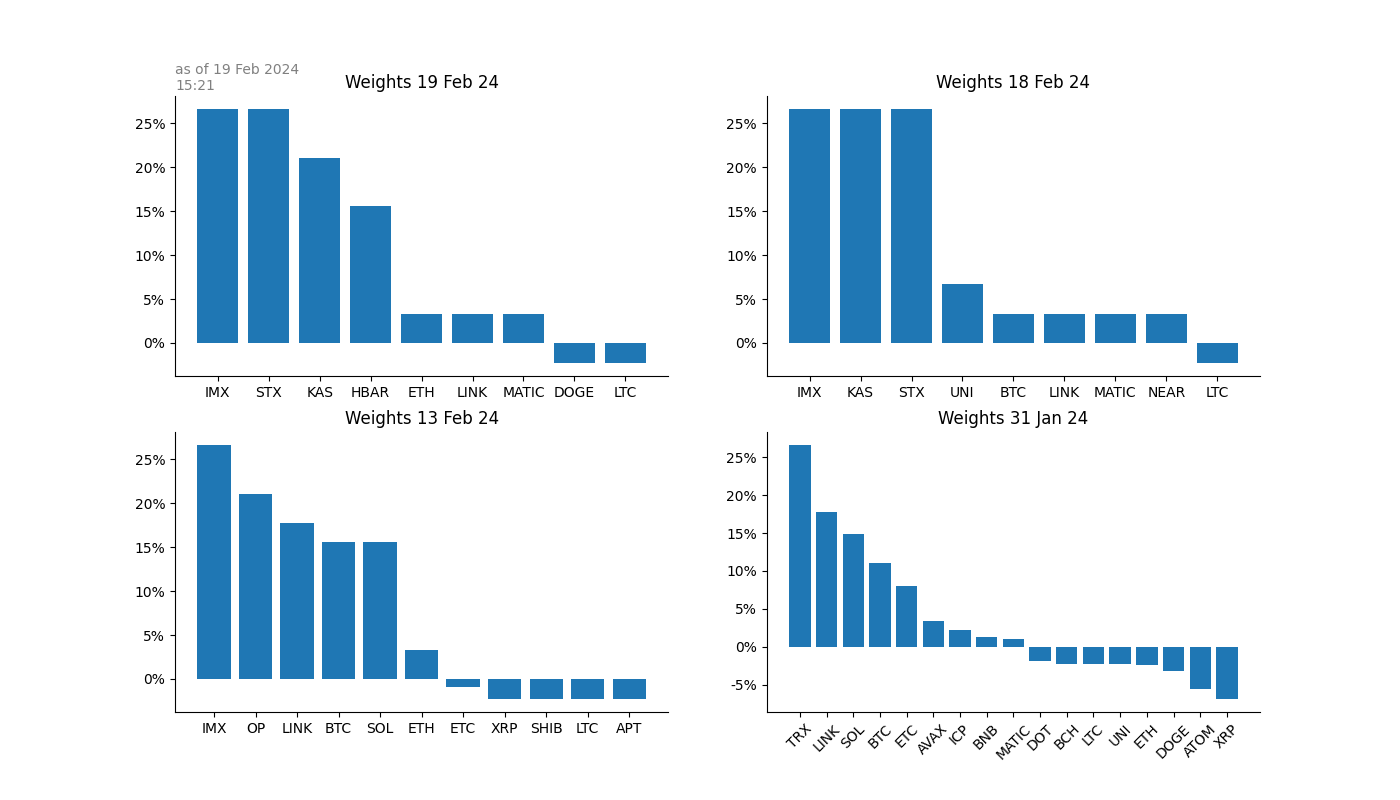 as of 19 Feb 2024
15:21
Weights 19 Feb 24
25%
20%
15%
10%
5%
0%
IMX STX KAS HBAR ETH LINK MATIC DOGE LTC
Weights 18 Feb 24
25%
20%
15%
10%
5%
0%
IMX KAS STX UNI BTC LINK MATIC NEAR LTC
Weights 13 Feb 24
25%
20%
15%
10%
5%
0%
IMX OP LINK BTC SOL ETH ETC XRP SHIB LTC APT
Weights 31 Jan 24
25%
20%
15%
10%
5%
0%
-5%
TRX LINK SOL BTC ETC AVAX ICP BNB MATIC DOT BCH LTC UNI ETH DOGE ATOM XRP